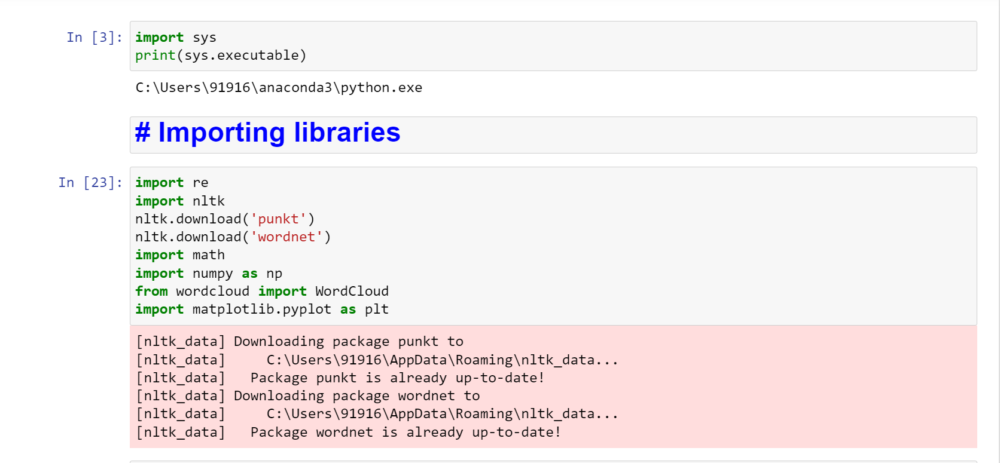 In [3]: import sys
print(sys.executable)
C:\Users\91916\anaconda3\python.exe
# Importing libraries
In [23]: import re
import nltk
nltk.download('punkt')
nltk.download('wordnet')
import math
import numpy as np
from wordcloud import WordCloud
import matplotlib.pyplot as plt
[nltk_data] Downloading package punkt to
[nltk_data]     C:\Users\91916\AppData\Roaming\nltk_data...
[nltk_data]   Package punkt is already up-to-date!
[nltk_data] Downloading package wordnet to
[nltk_data]     C:\Users\91916\AppData\Roaming\nltk_data...
[nltk_data]   Package wordnet is already up-to-date!